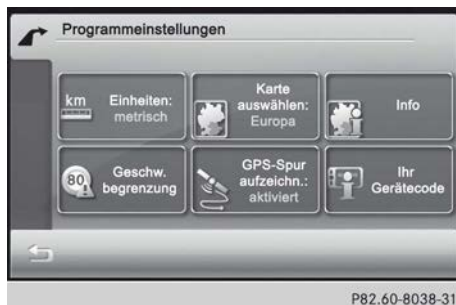 Programmeinstellungen
km
Einheiten:
metrisch
Karte
auswählen:
Europa
Info
80
Geschw.
begrenzung
GPS-Spur
aufzeichn.:
aktiviert
Ihr
Gerätecode
P82.60-8038-31